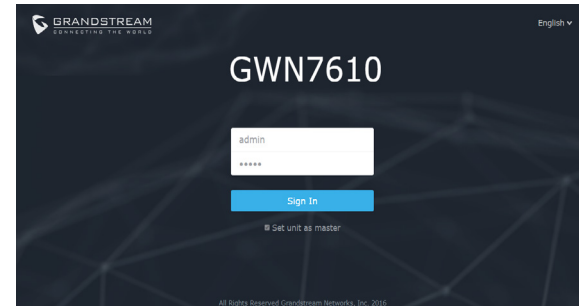 GRANDSTREAM
CONNECTING THE WORLD
English
GWN7610
admin
•••••
Sign In
Set unit as master
All Rights Reserved Grandstream Networks, Inc. 2016